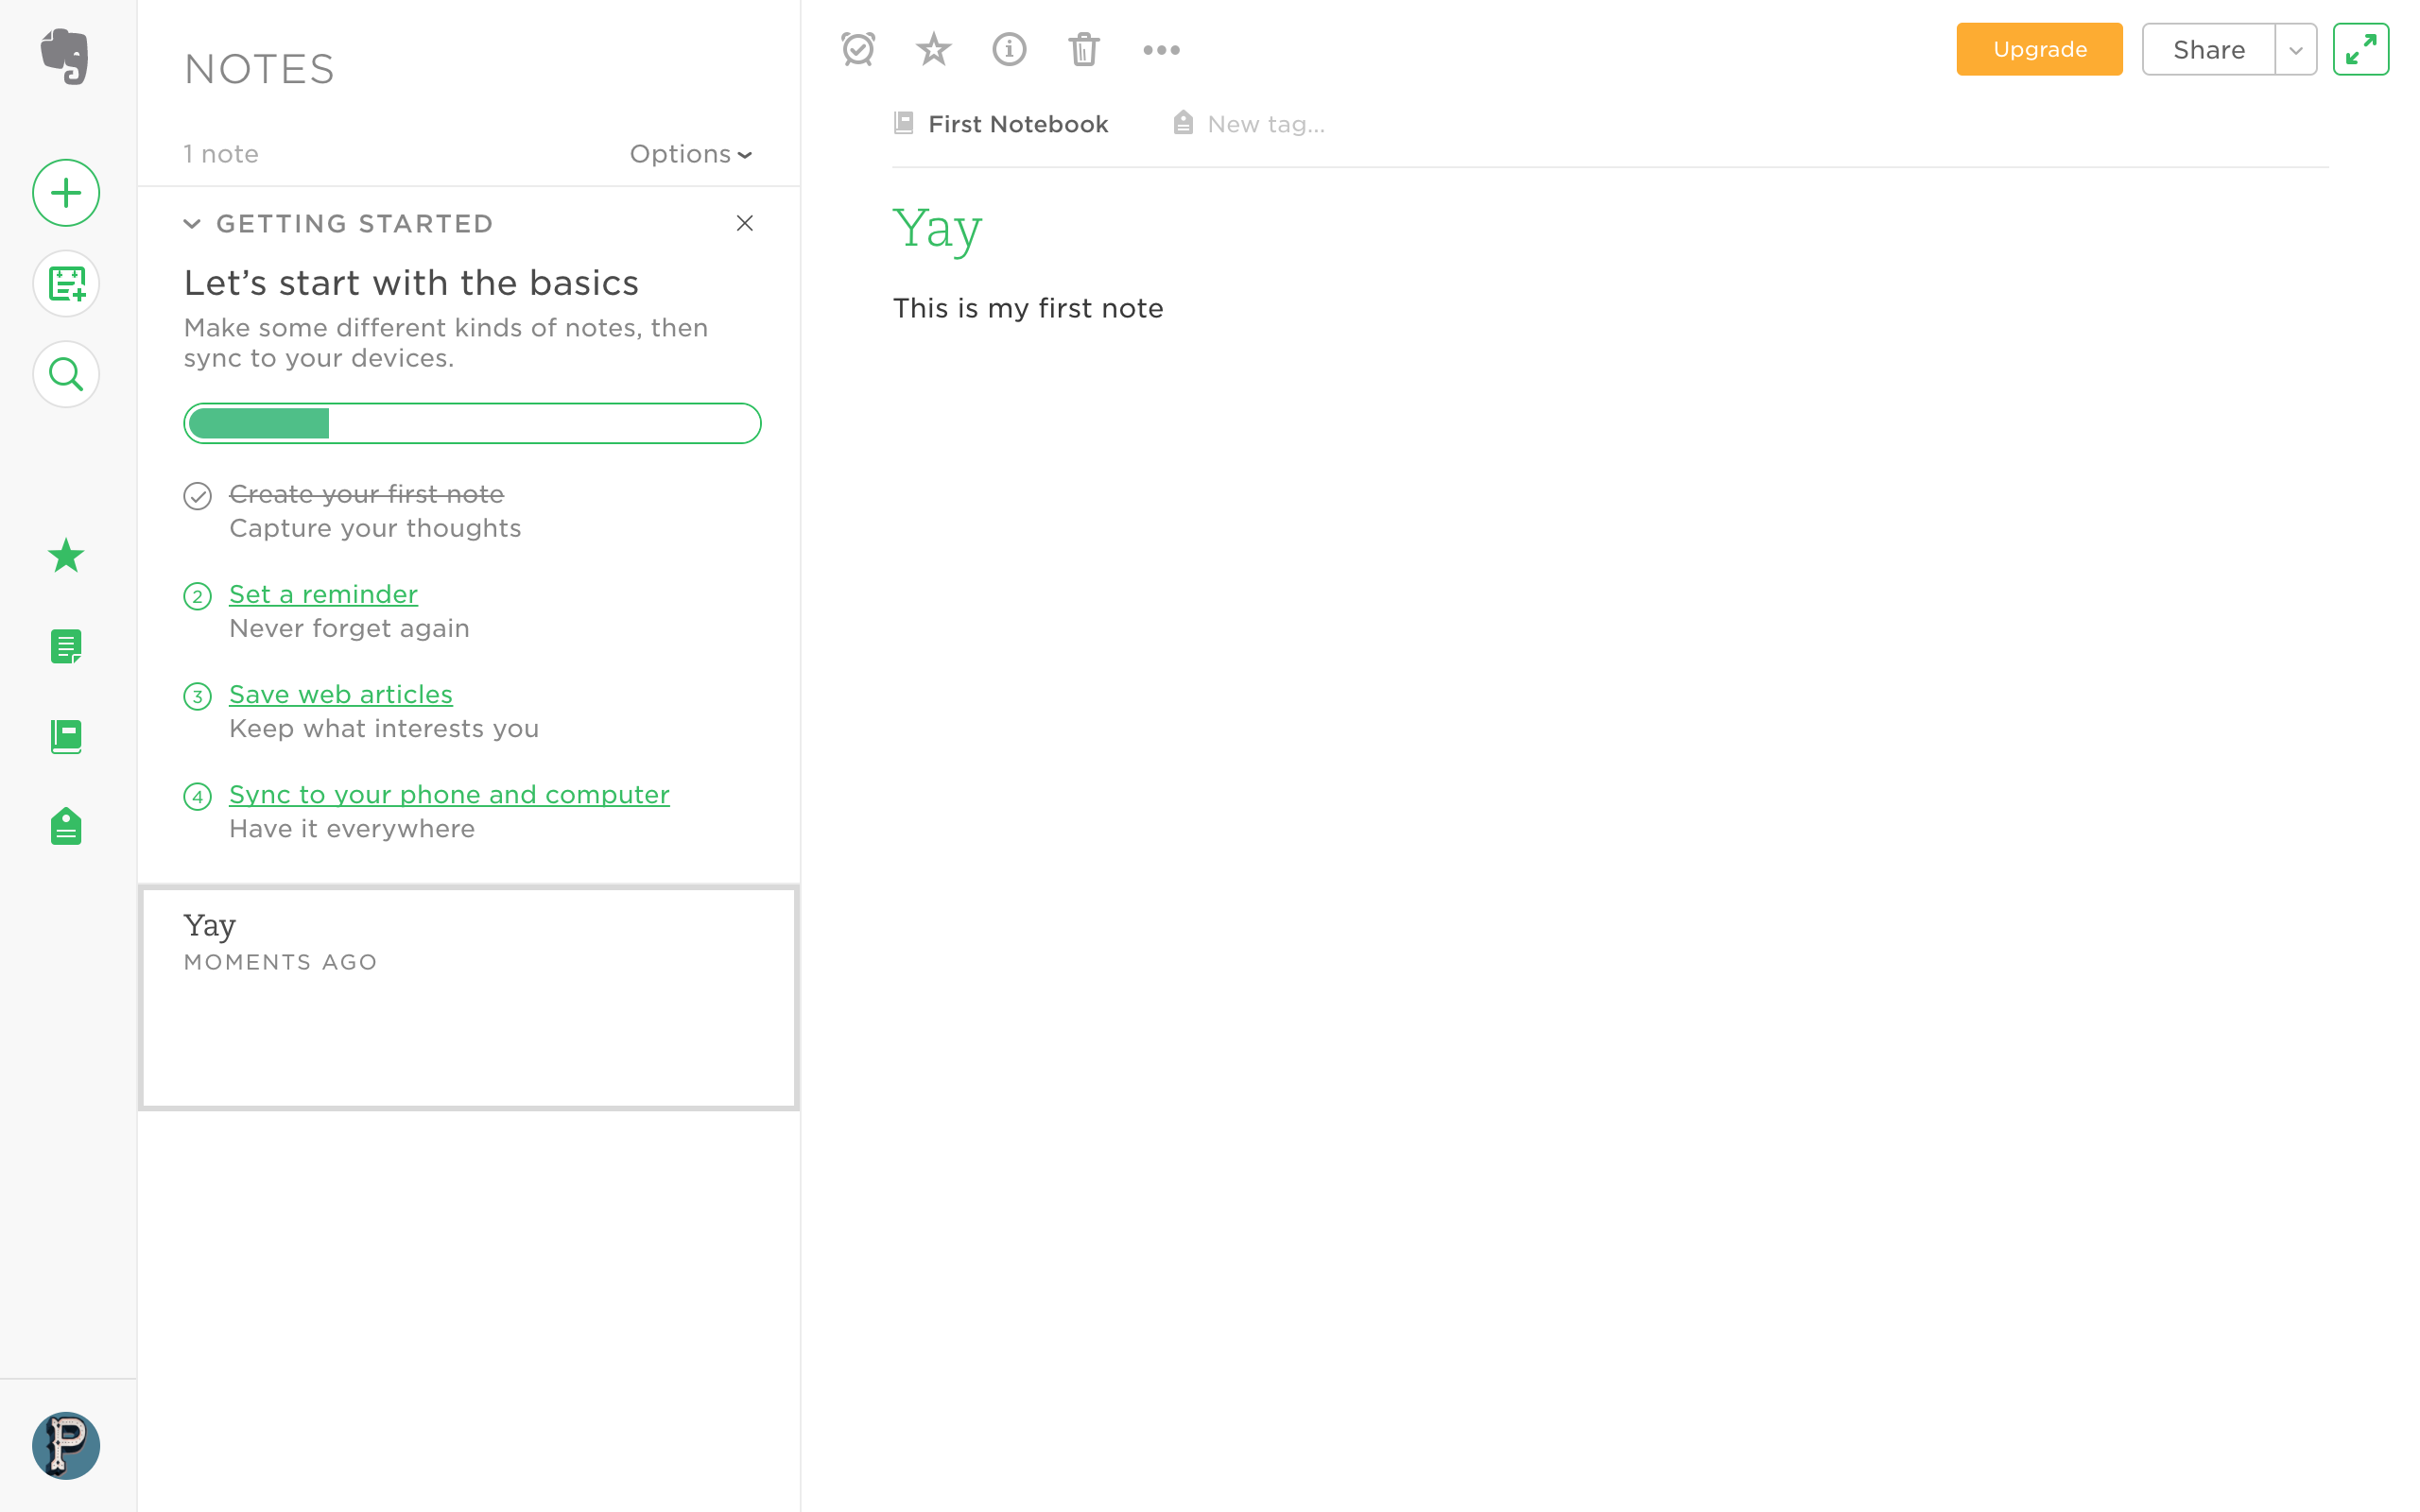 NOTES
1 note
Options
GETTING STARTED
Let’s start with the basics
Make some different kinds of notes, then
sync to your devices.
Create your first note
Capture your thoughts
2 Set a reminder
Never forget again
3 Save web articles
Keep what interests you
4 Sync to your phone and computer
Have it everywhere
Yay
MOMENTS AGO
P
Upgrade
Share
First Notebook
New tag...
Yay
This is my first note